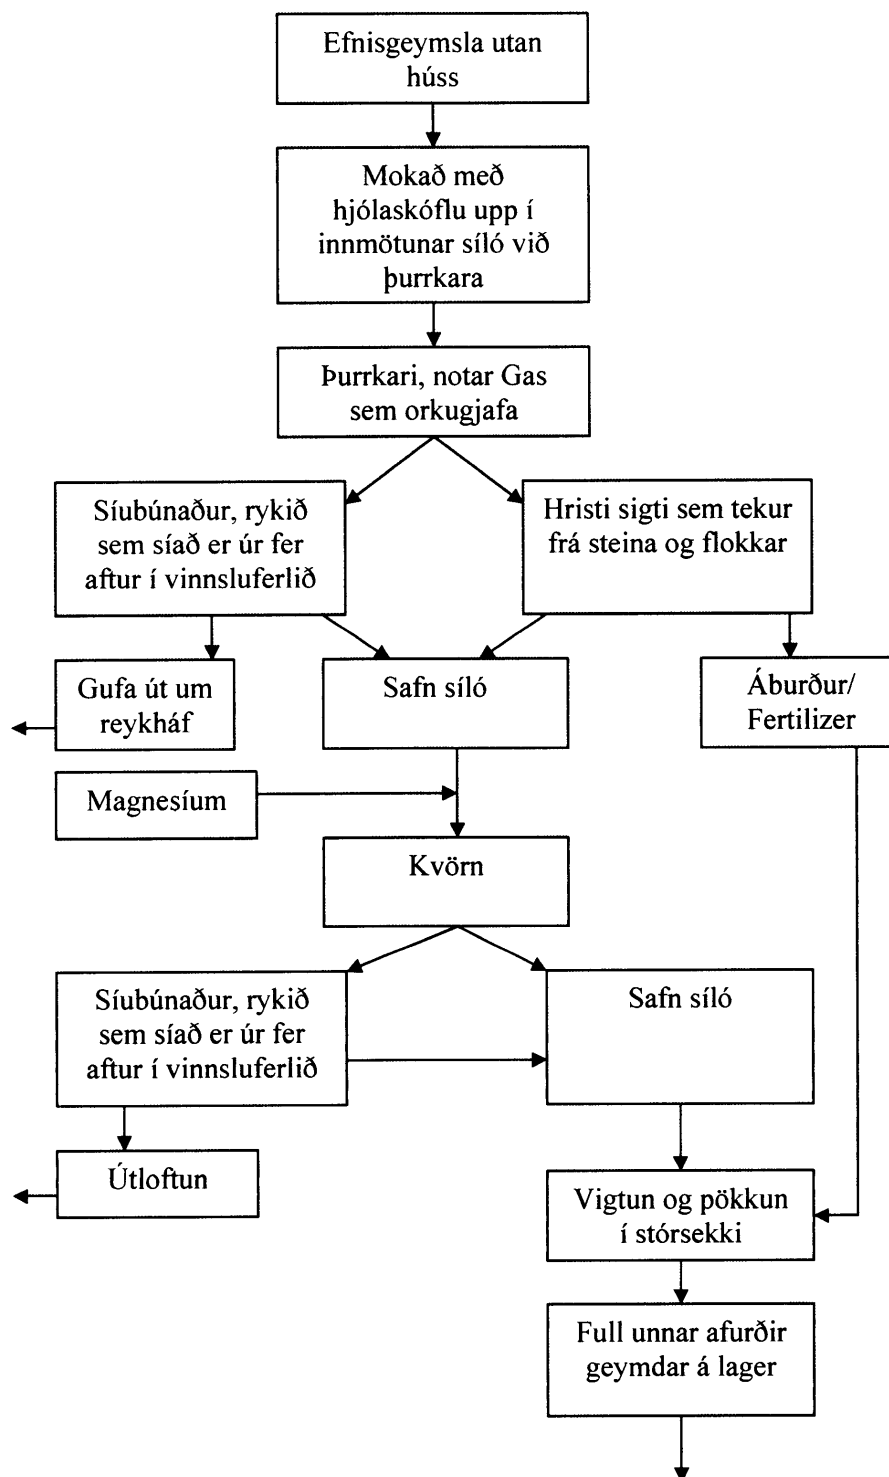 Efnisgeymsla utan
húss
Mokað með
hjólaskóflu upp í
innmötunar síló við
þurrkara
Þurrkari, notar Gas
sem orkugjafa
Síubúnaður, rykið
sem síað er úr fer
aftur í vinnsluferlið
Hristi sigti sem tekur
frá steina og flokkar
Gufa út um
reykháf
Safn síló
Áburður/
Fertilizer
Magnesíum
Kvörn
Síubúnaður, rykið
sem síað er úr fer
aftur í vinnsluferlið
Safn síló
Útloftun
Vigtun og pökkun
í stórsekki
Full unnar afurðir
geymdar á lager